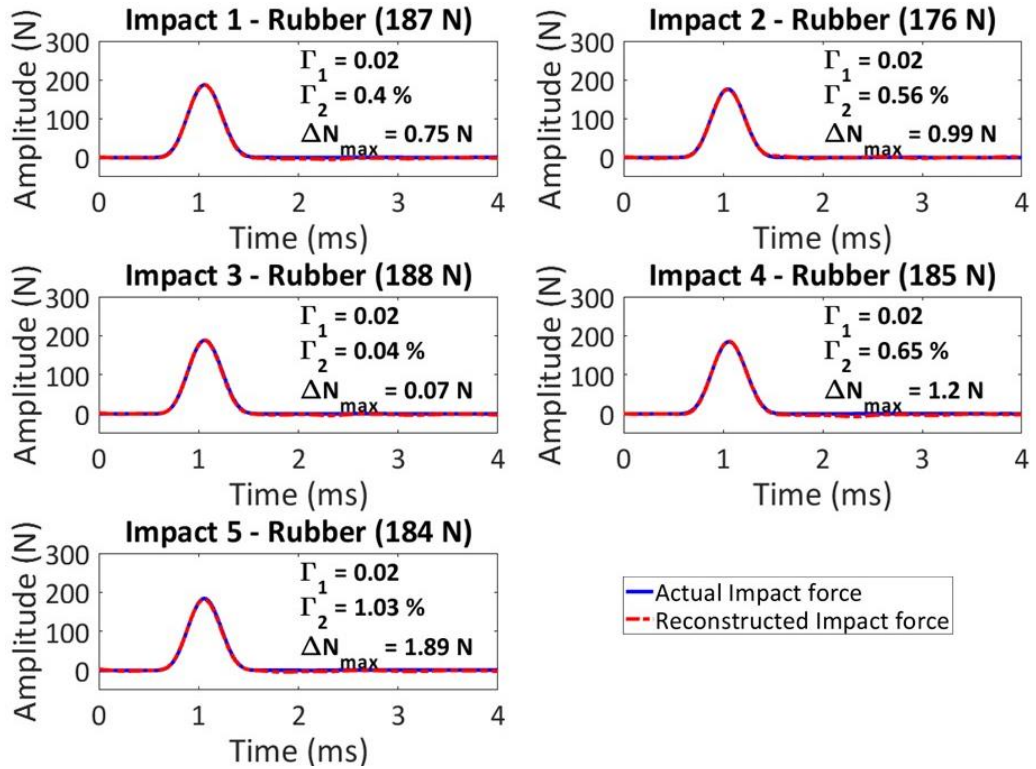 Impact 1 - Rubber (187 N)
Amplitude (N)
300
200
100
0
Γ1 = 0.02
Γ2 = 0.4 %
ΔNmax = 0.75 N
0 1 2 3 4
Time (ms)
Impact 2 - Rubber (176 N)
Amplitude (N)
300
200
100
0
Γ1 = 0.02
Γ2 = 0.56 %
ΔNmax = 0.99 N
0 1 2 3 4
Time (ms)
Impact 3 - Rubber (188 N)
Amplitude (N)
300
200
100
0
Γ1 = 0.02
Γ2 = 0.04 %
ΔNmax = 0.07 N
0 1 2 3 4
Time (ms)
Impact 4 - Rubber (185 N)
Amplitude (N)
300
200
100
0
Γ1 = 0.02
Γ2 = 0.65 %
ΔNmax = 1.2 N
0 1 2 3 4
Time (ms)
Impact 5 - Rubber (184 N)
Amplitude (N)
300
200
100
0
Γ1 = 0.02
Γ2 = 1.03 %
ΔNmax = 1.89 N
0 1 2 3 4
Time (ms)
Actual Impact force
Reconstructed Impact force